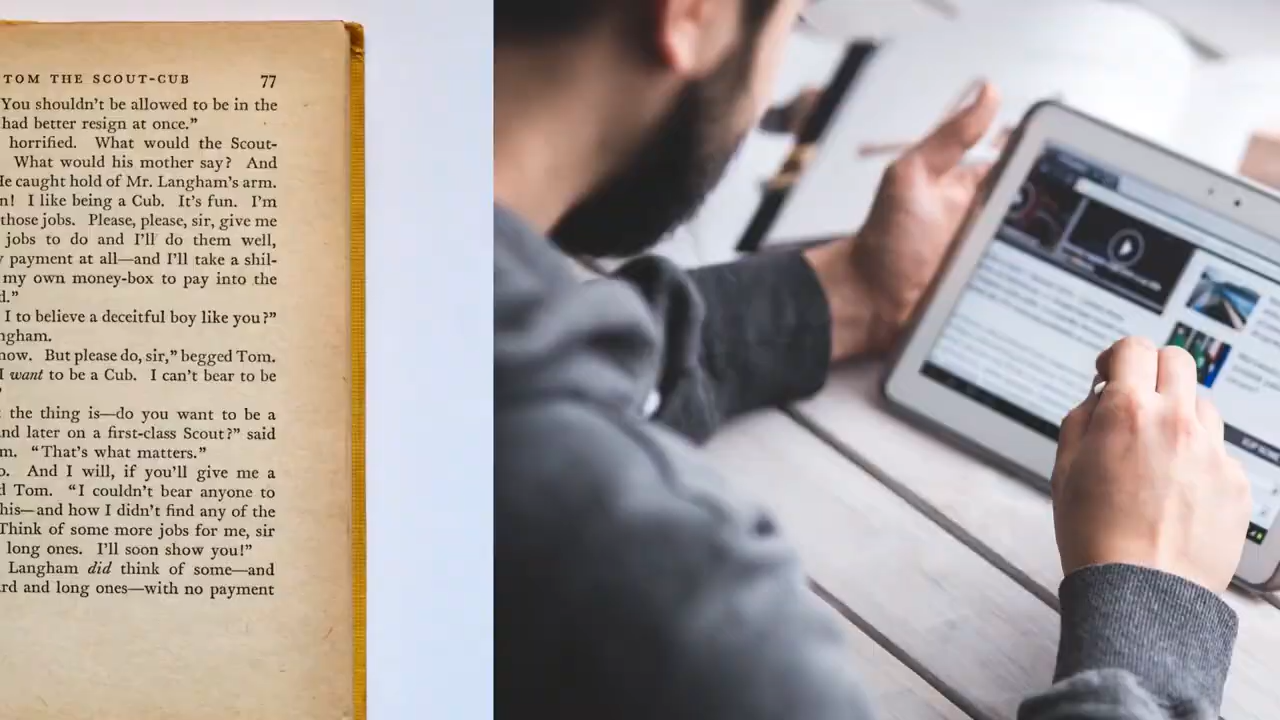 TOM THE SCOUT-CUB 77
You shouldn't be allowed to be in the
had better resign at once."
horrified. What would the Scout-
What would his mother say? And
He caught hold of Mr. Langham's arm.
n! I like being a Cub. It's fun. I'm
those jobs. Please, please, sir, give me
jobs to do and I'll do them well,
y payment at all—and I'll take a shil-
my own money-box to pay into the
d."
I to believe a deceitful boy like you?"
ngham.
now. But please do, sir," begged Tom.
I want to be a Cub. I can't bear to be
the thing is—do you want to be a
nd later on a first-class Scout?" said
m. "That's what matters."
o. And I will, if you'll give me a
d Tom. "I couldn't bear anyone to
his—and how I didn't find any of the
Think of some more jobs for me, sir
long ones. I'll soon show you!"
Langham did think of some—and
rd and long ones—with no payment